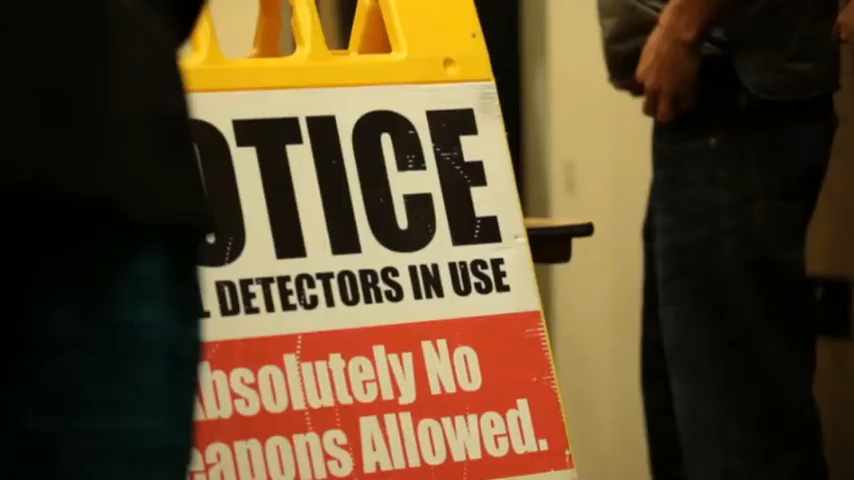 OTICE
L DETECTORS IN USE
Absolutely No
eapons Allowed.